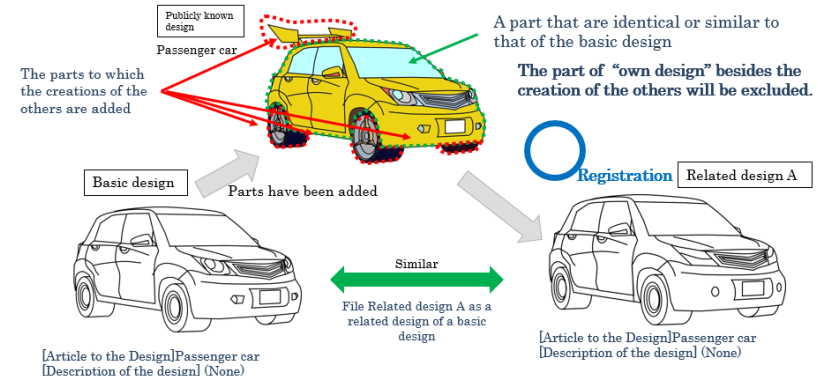 Publicly known
design
Passenger car
A part that are identical or similar to
that of the basic design
The parts to which
the creations of the
others are added
The part of “own design” besides the
creation of the others will be excluded.
Registration
Related design A
Basic design
Parts have been added
Similar
File Related design A as a
related design of a basic
design
[Article to the Design]Passenger car
[Description of the design] (None)
[Article to the Design]Passenger car
[Description of the design] (None)